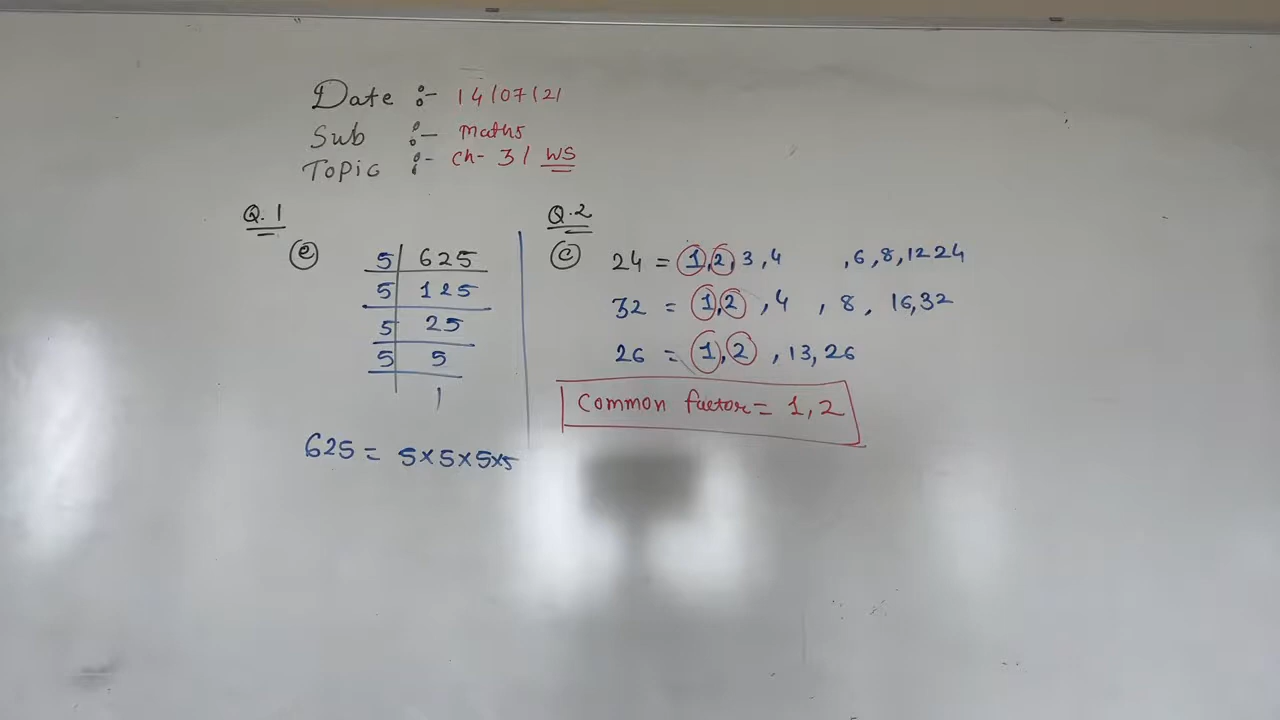 Date :- 14/07/21
Sub :- maths
Topic :- Ch- 3/ WS
Q.1
e
5 625
5 125
5 25
5 5
1
625 = 5×5×5×5
Q.2
c 24 = 1,2,3,4 ,6,8,12 24
32 = 1,2 ,4 , 8, 16,32
26 = 1,2 ,13,26
Common factor = 1,2